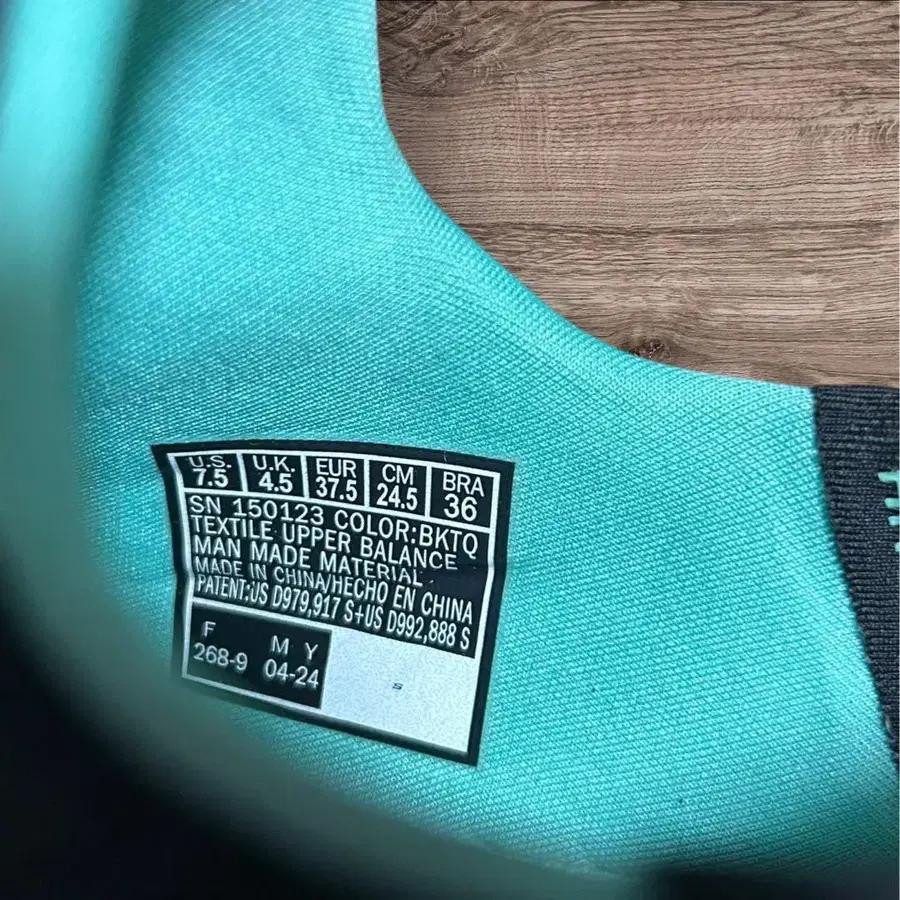 U.S. U.K. EUR CM BRA
7.5 4.5 37.5 24.5 36
SN 150123 COLOR:BKTQ
TEXTILE UPPER BALANCE
MAN MADE MATERIAL
MADE IN CHINA/HECHO EN CHINA
PATENT:US D979,917 S+US D992,888 S
F M Y
268-9 04-24
S